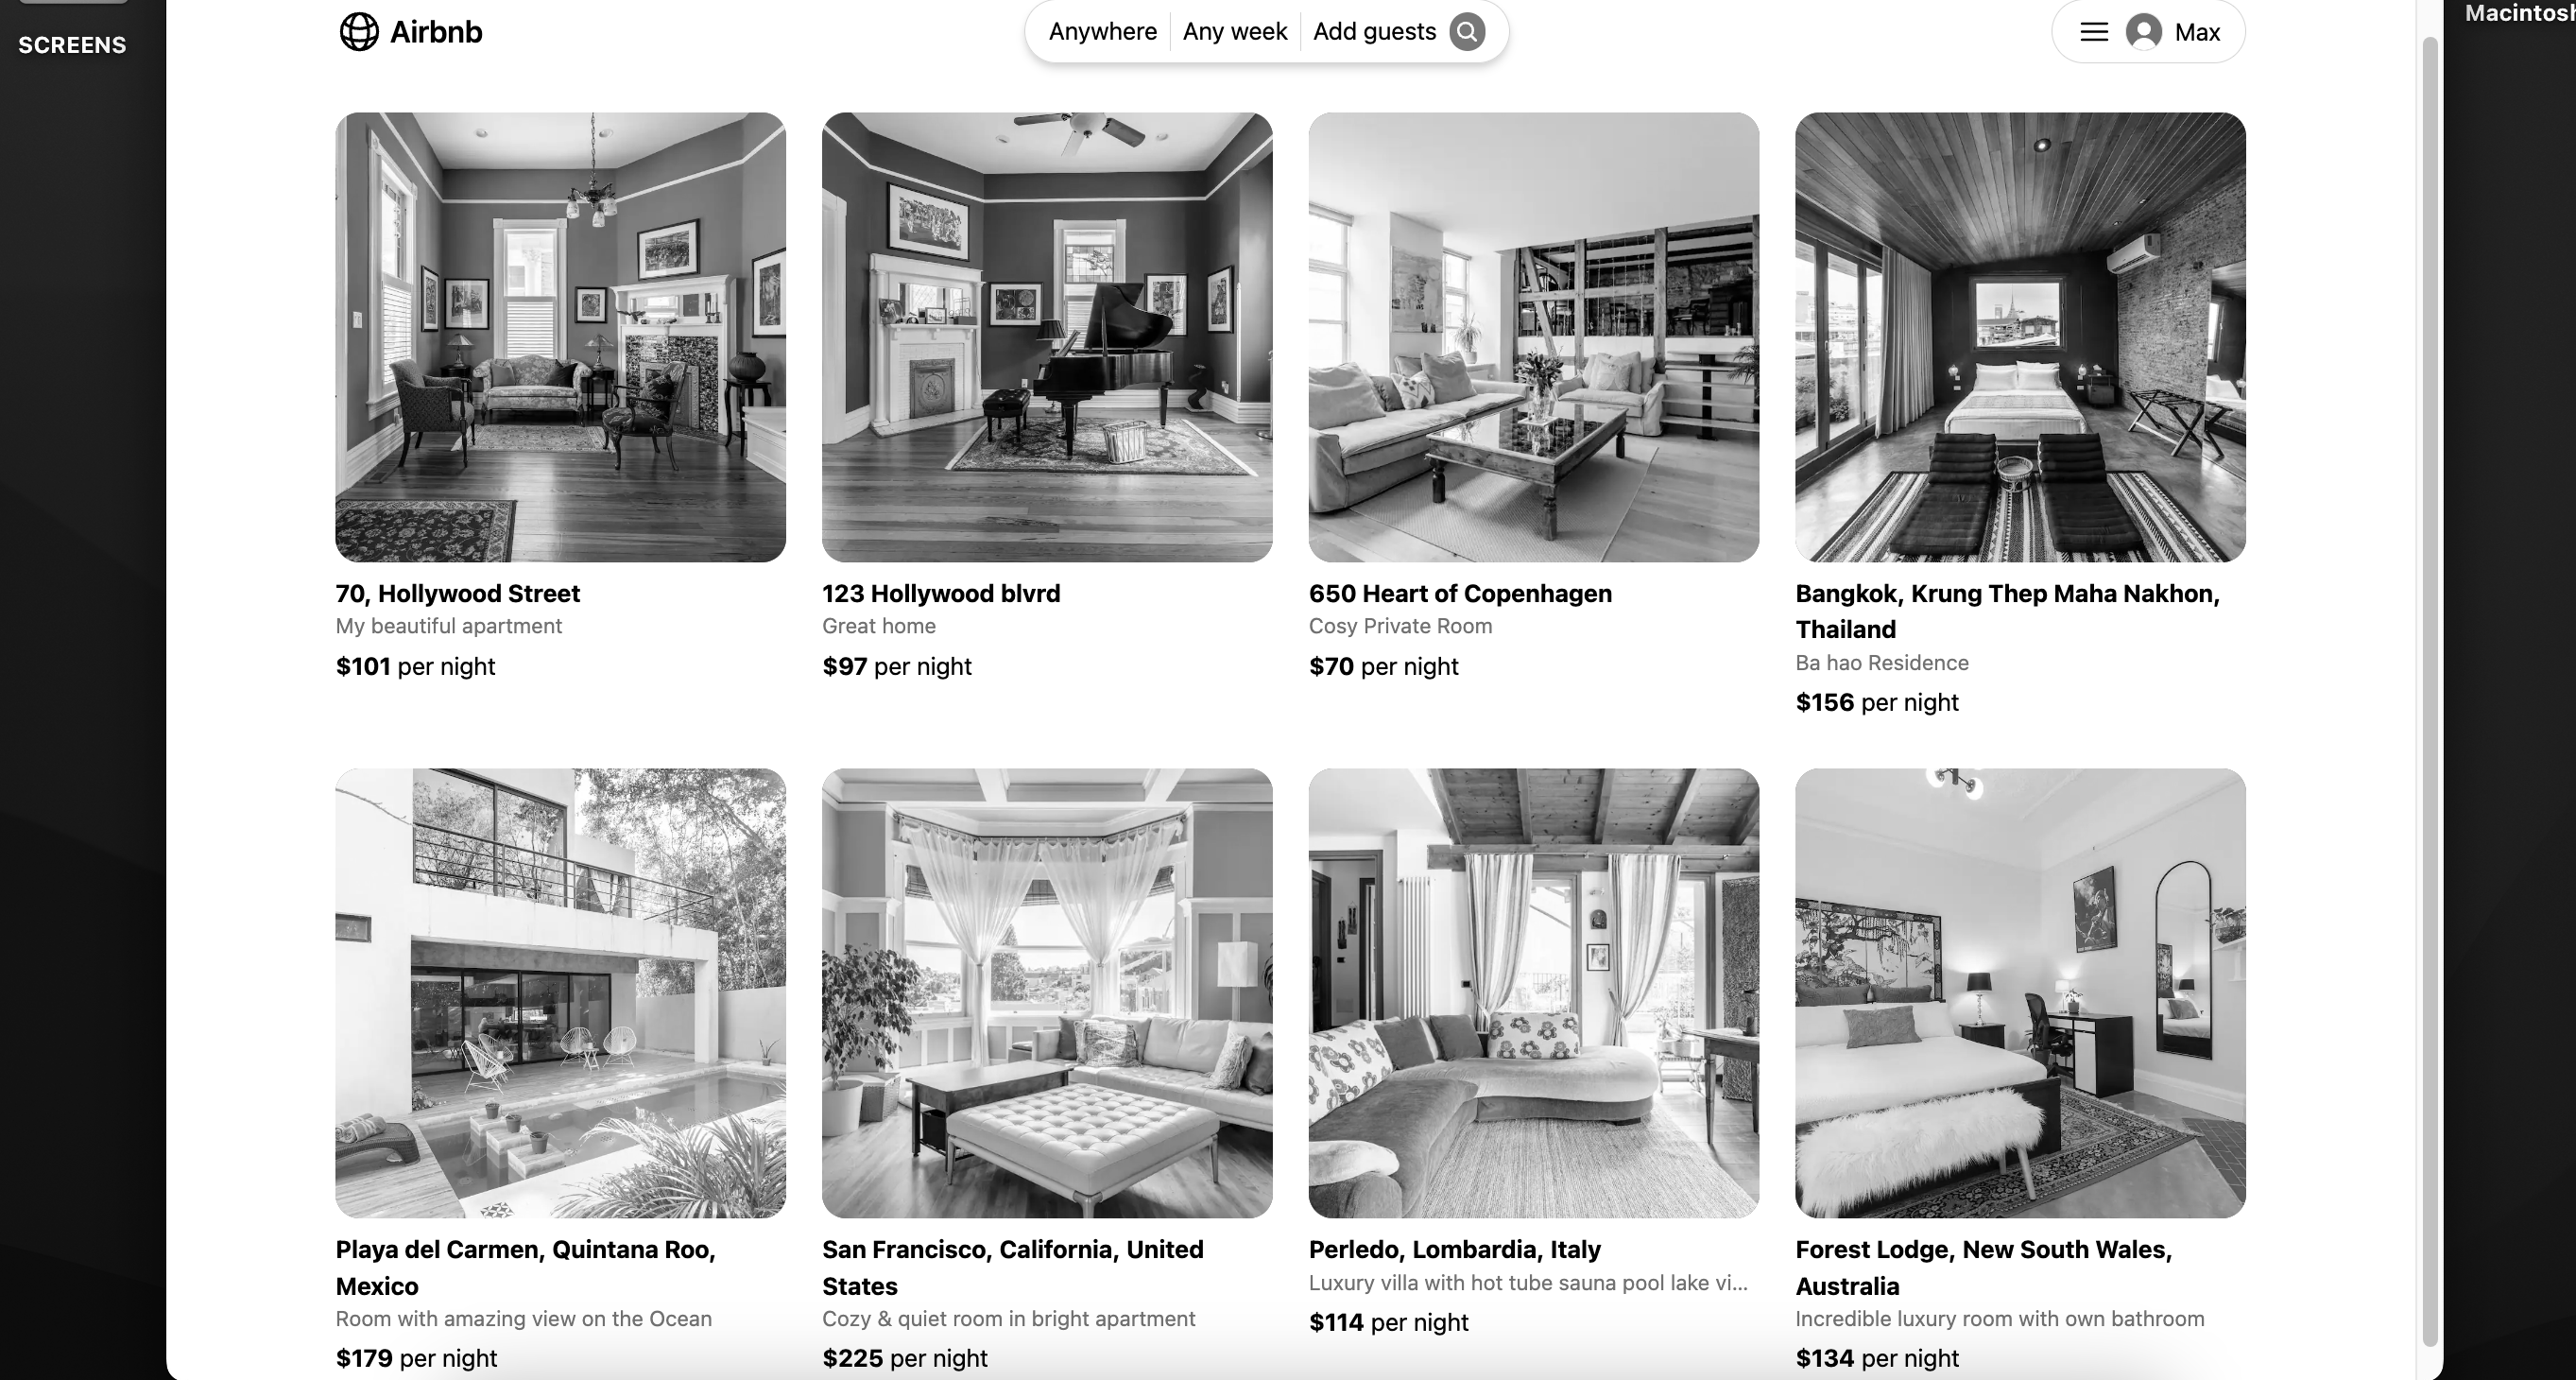 SCREENS
Macintosh
Airbnb
Anywhere Any week Add guests
Max
70, Hollywood Street
My beautiful apartment
$101 per night
123 Hollywood blvrd
Great home
$97 per night
650 Heart of Copenhagen
Cosy Private Room
$70 per night
Bangkok, Krung Thep Maha Nakhon,
Thailand
Ba hao Residence
$156 per night
Playa del Carmen, Quintana Roo,
Mexico
Room with amazing view on the Ocean
$179 per night
San Francisco, California, United
States
Cozy & quiet room in bright apartment
$225 per night
Perledo, Lombardia, Italy
Luxury villa with hot tube sauna pool lake vi...
$114 per night
Forest Lodge, New South Wales,
Australia
Incredible luxury room with own bathroom
$134 per night